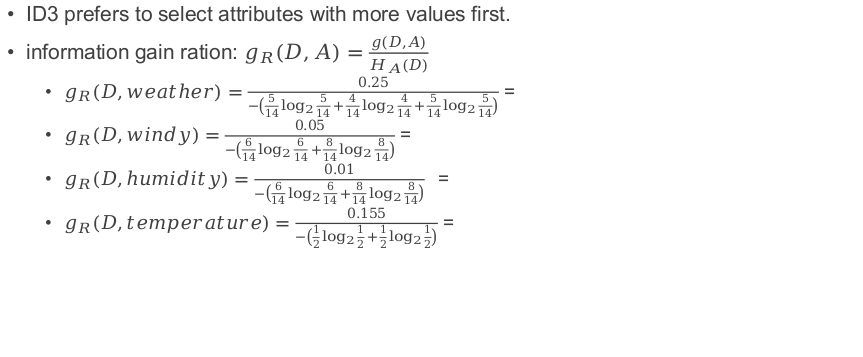 • ID3 prefers to select attributes with more values first.
• information gain ration: g_R(D, A) = \frac{g(D,A)}{H_A(D)}
• g_R(D, weather) = \frac{0.25}{-(\frac{5}{14}\log_2\frac{5}{14}+\frac{4}{14}\log_2\frac{4}{14}+\frac{5}{14}\log_2\frac{5}{14})} =
• g_R(D, windy) = \frac{0.05}{-(\frac{6}{14}\log_2\frac{6}{14}+\frac{8}{14}\log_2\frac{8}{14})} =
• g_R(D, humidity) = \frac{0.01}{-(\frac{6}{14}\log_2\frac{6}{14}+\frac{8}{14}\log_2\frac{8}{14})} =
• g_R(D, temperature) = \frac{0.155}{-(\frac{1}{2}\log_2\frac{1}{2}+\frac{1}{2}\log_2\frac{1}{2})} =